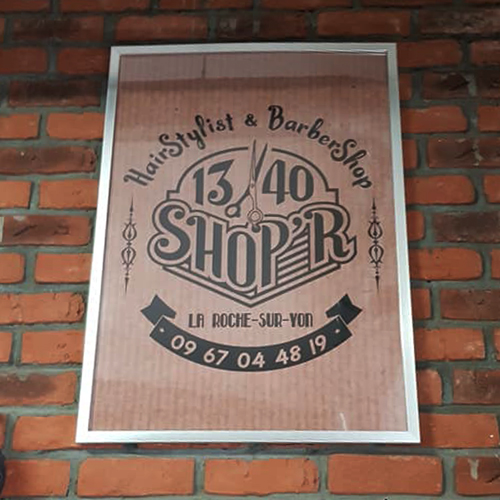 HairStylist & BarberShop
13 40
SHOP'R
LA ROCHE-SUR-YON
· 09 67 04 48 19 ·